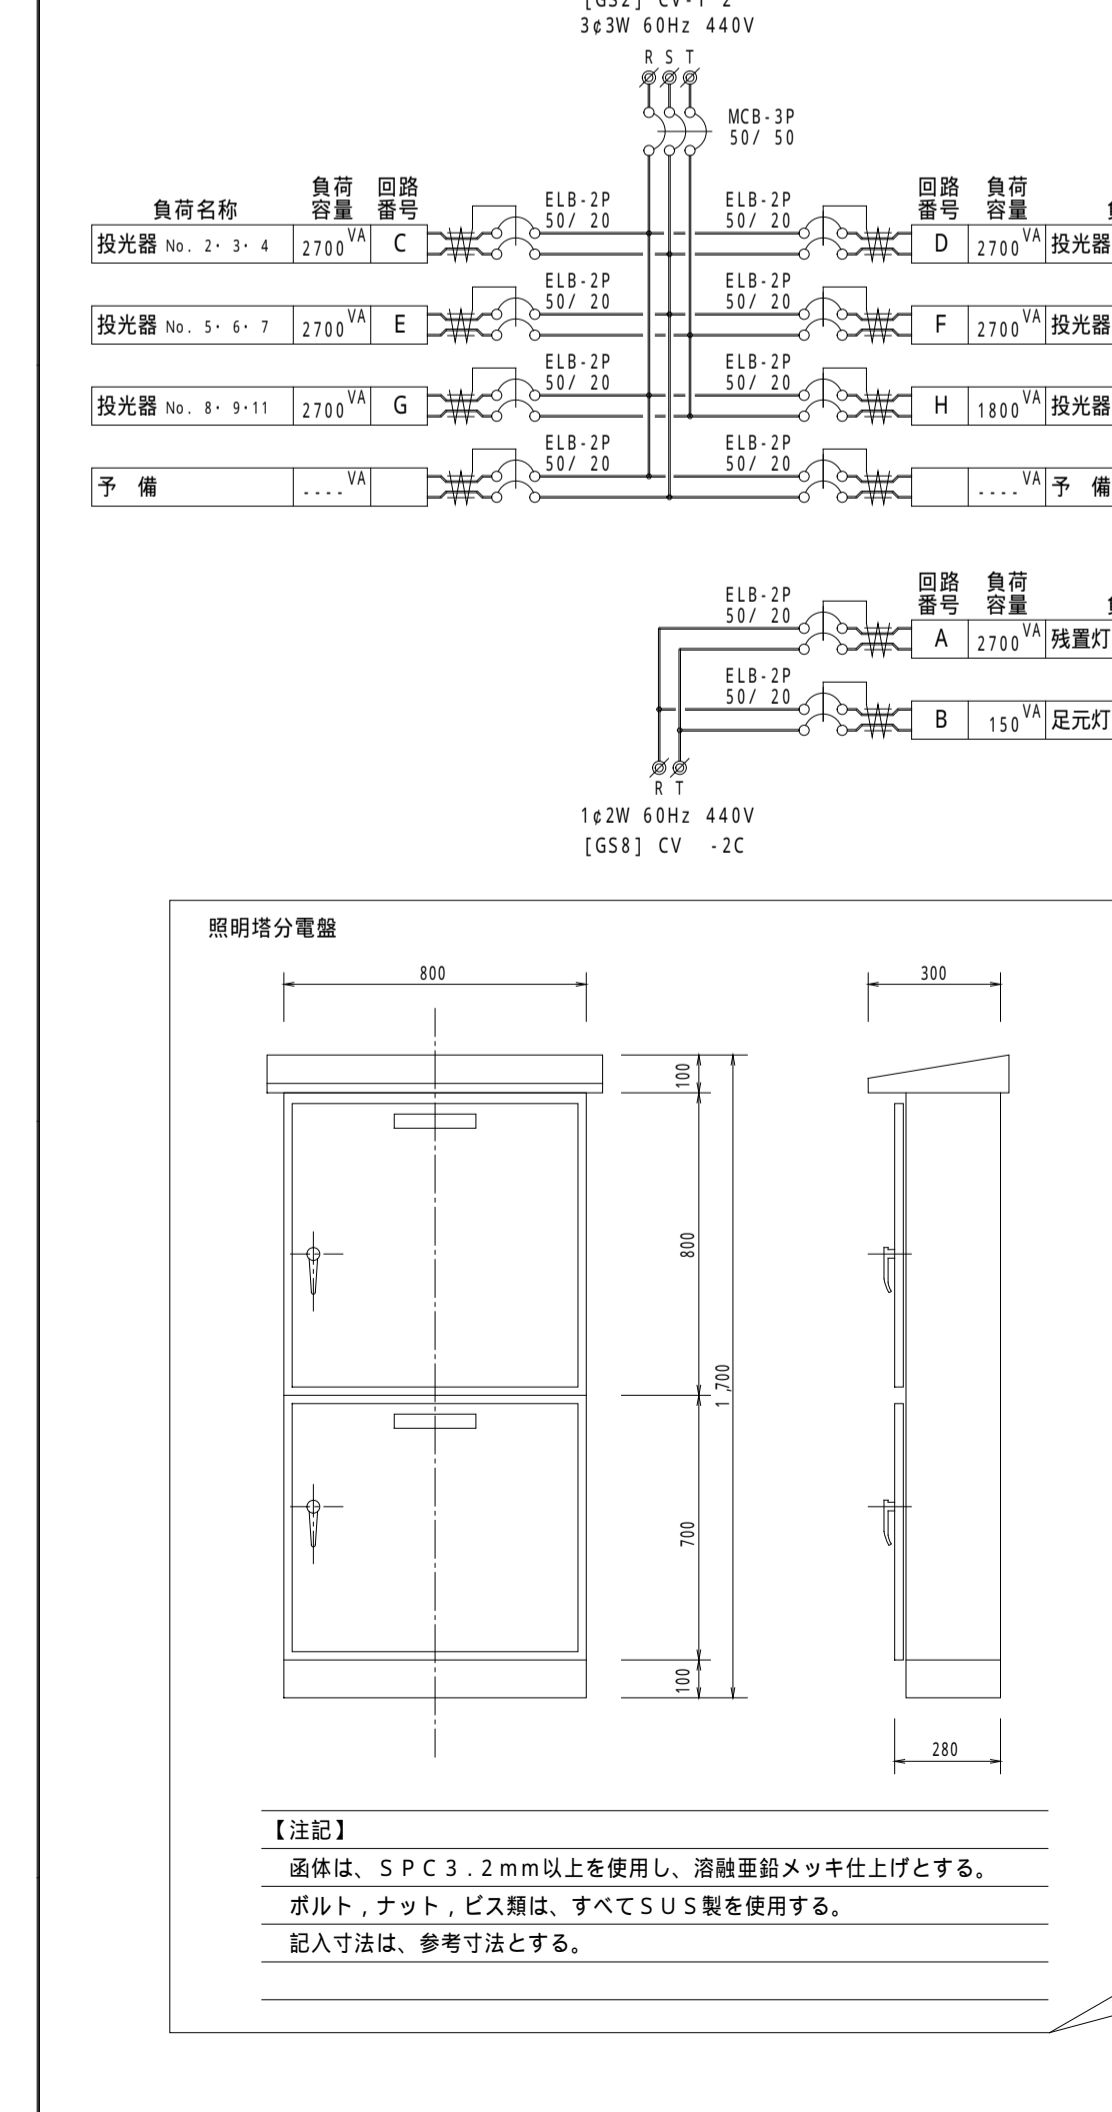 3¢3W 60Hz 440V
R S T
MCB-3P
50/ 50
負荷名称
負荷
容量
回路
番号
ELB-2P
50/ 20
ELB-2P
50/ 20
回路
番号
負荷
容量
投光器 No. 2・ 3・ 4 2700VA C
D 2700VA 投光器
ELB-2P
50/ 20
ELB-2P
50/ 20
投光器 No. 5・ 6・ 7 2700VA E
F 2700VA 投光器
ELB-2P
50/ 20
ELB-2P
50/ 20
投光器 No. 8・ 9・11 2700VA G
H 1800VA 投光器
ELB-2P
50/ 20
ELB-2P
50/ 20
予 備 ----VA
----VA 予 備
回路
番号
負荷
容量
ELB-2P
50/ 20
A 2700VA 残置灯
ELB-2P
50/ 20
B 150VA 足元灯
R T
1¢2W 60Hz 440V
[GS8] CV -2C
照明塔分電盤
800
300
100
800
1,700
700
100
280
【注記】
函体は、ＳＰＣ３．２mm以上を使用し、溶融亜鉛メッキ仕上げとする。
ボルト，ナット，ビス類は、すべてＳＵＳ製を使用する。
記入寸法は、参考寸法とする。